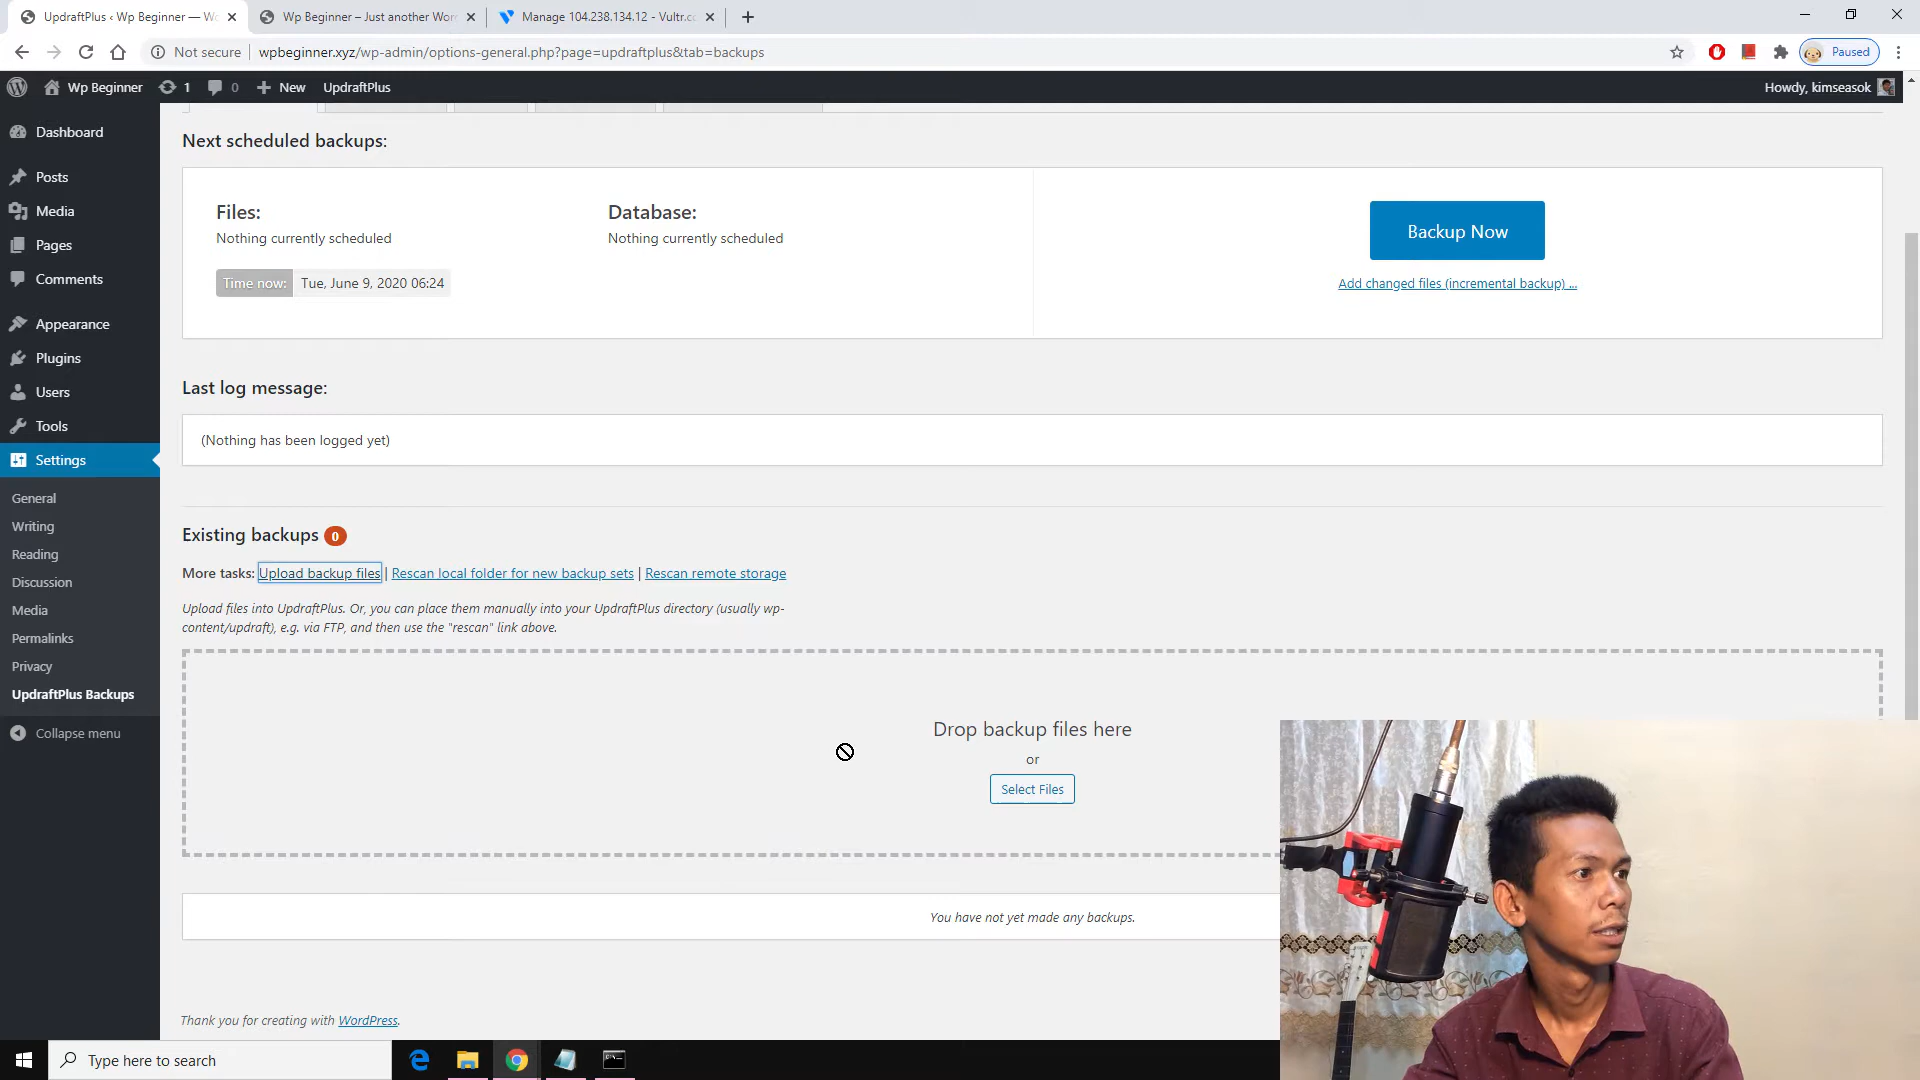 UpdraftPlus ‹ Wp Beginner — Wo
Wp Beginner – Just another Wor
Manage 104.238.134.12 - Vultr.c
Not secure
wpbeginner.xyz/wp-admin/options-general.php?page=updraftplus&tab=backups
Paused
Wp Beginner
1
0
New
UpdraftPlus
Howdy, kimseasok
Dashboard
Posts
Media
Pages
Comments
Appearance
Plugins
Users
Tools
Settings
General
Writing
Reading
Discussion
Media
Permalinks
Privacy
UpdraftPlus Backups
Collapse menu
Next scheduled backups:
Files:
Nothing currently scheduled
Database:
Nothing currently scheduled
Time now: Tue, June 9, 2020 06:24
Backup Now
Add changed files (incremental backup) ...
Last log message:
(Nothing has been logged yet)
Existing backups 0
More tasks: Upload backup files | Rescan local folder for new backup sets | Rescan remote storage
Upload files into UpdraftPlus. Or, you can place them manually into your UpdraftPlus directory (usually wp-
content/updraft), e.g. via FTP, and then use the "rescan" link above.
Drop backup files here
or
Select Files
You have not yet made any backups.
Thank you for creating with WordPress.
Type here to search